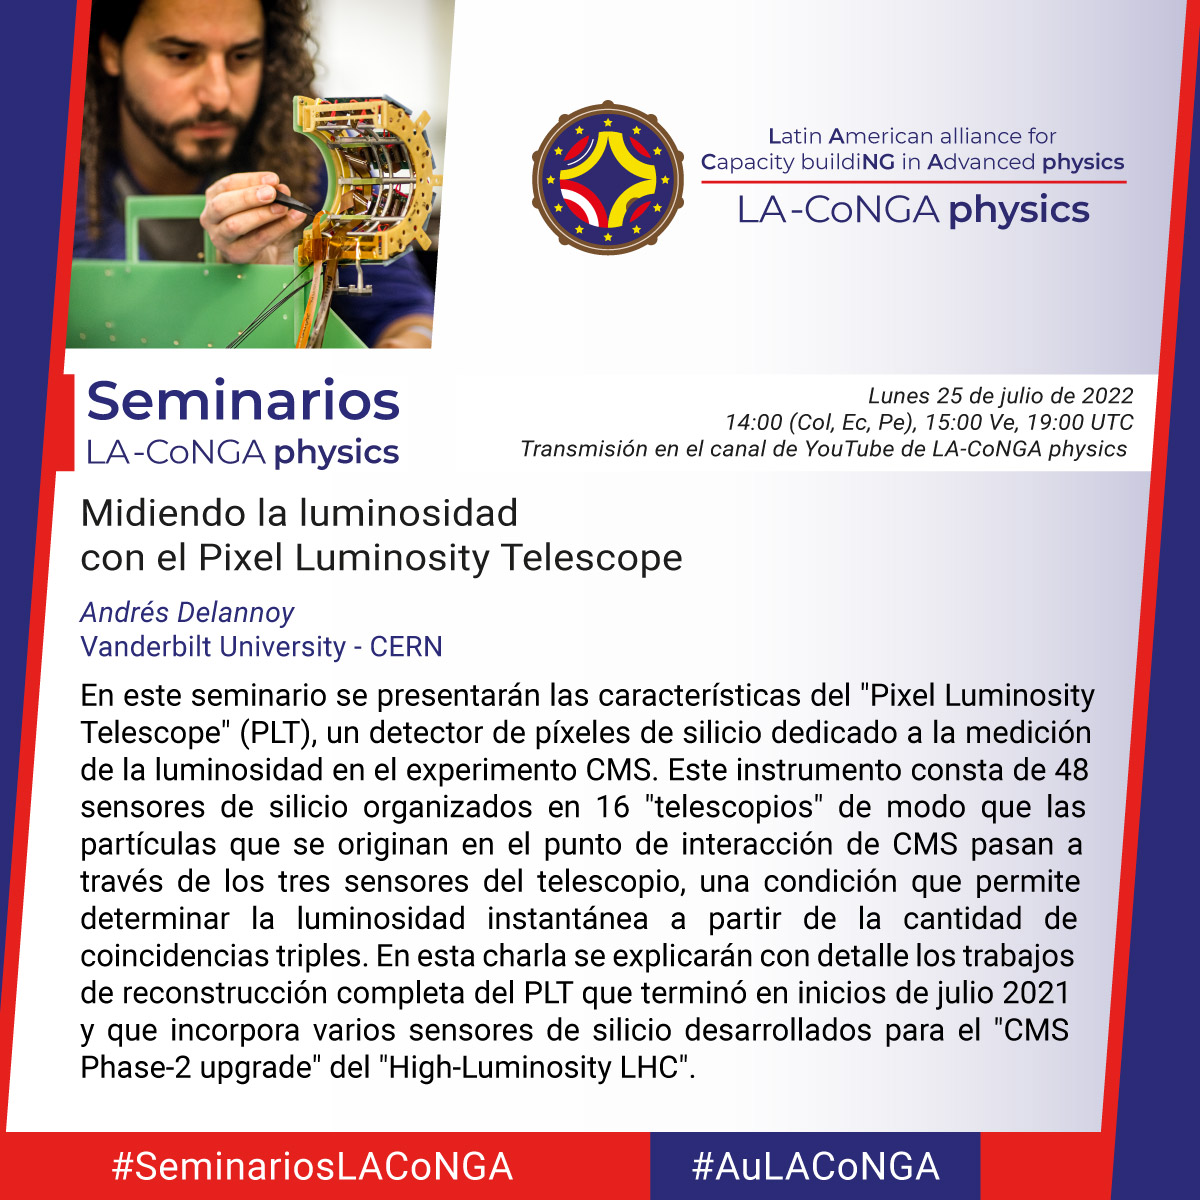 Latin American alliance for
Capacity buildiNG in Advanced physics
LA-CoNGA physics
Seminarios
LA-CoNGA physics
Lunes 25 de julio de 2022
14:00 (Col, Ec, Pe), 15:00 Ve, 19:00 UTC
Transmisión en el canal de YouTube de LA-CoNGA physics
Midiendo la luminosidad
con el Pixel Luminosity Telescope
Andrés Delannoy
Vanderbilt University - CERN
En este seminario se presentarán las características del "Pixel Luminosity
Telescope" (PLT), un detector de píxeles de silicio dedicado a la medición
de la luminosidad en el experimento CMS. Este instrumento consta de 48
sensores de silicio organizados en 16 "telescopios" de modo que las
partículas que se originan en el punto de interacción de CMS pasan a
través de los tres sensores del telescopio, una condición que permite
determinar la luminosidad instantánea a partir de la cantidad de
coincidencias triples. En esta charla se explicarán con detalle los trabajos
de reconstrucción completa del PLT que terminó en inicios de julio 2021
y que incorpora varios sensores de silicio desarrollados para el "CMS
Phase-2 upgrade" del "High-Luminosity LHC".
#SeminariosLACoNGA
#AuLACoNGA